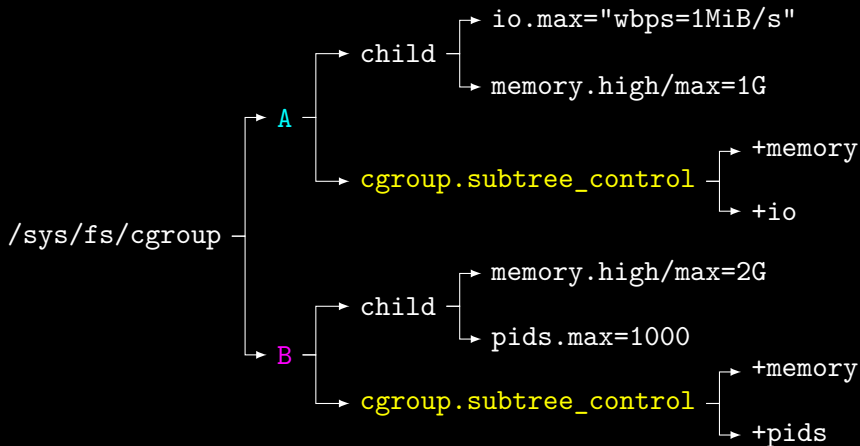 /sys/fs/cgroup
A
child
io.max="wbps=1MiB/s"
memory.high/max=1G
cgroup.subtree_control
+memory
+io
B
child
memory.high/max=2G
pids.max=1000
cgroup.subtree_control
+memory
+pids